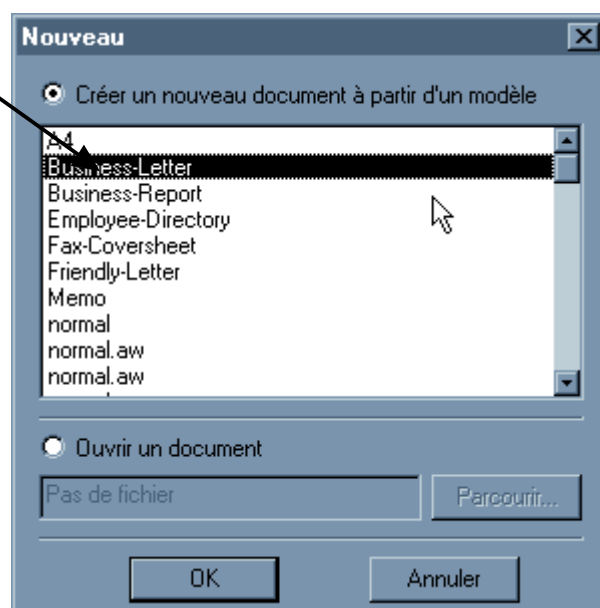 Nouveau
Créer un nouveau document à partir d'un modèle
A4
Business-Letter
Business-Report
Employee-Directory
Fax-Coversheet
Friendly-Letter
Memo
normal
normal.aw
normal.aw
Ouvrir un document
Pas de fichier
Parcourir...
OK
Annuler